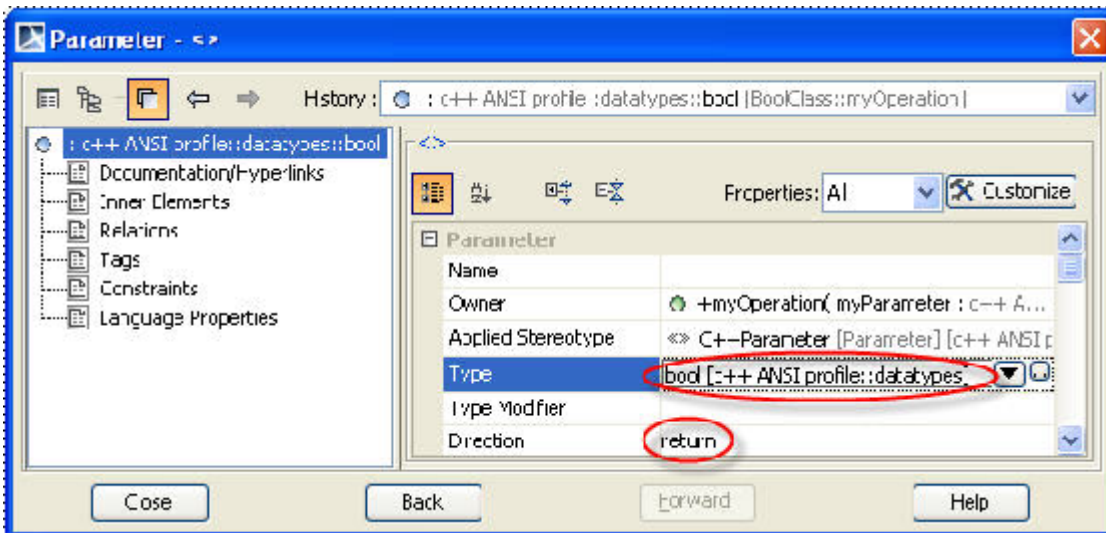 Parameter - <>
History : : c++ ANSI profile::datatypes::bool [BoolClass::myOperation]
: c++ ANSI profile::datatypes::bool
Documentation/Hyperlinks
Inner Elements
Relations
Tags
Constraints
Language Properties
<>
Properties: All Customize
Parameter
Name
Owner +myOperation( myParameter : c++ A...
Applied Stereotype «» C++Parameter [Parameter] [c++ ANSI p
Type bool [c++ ANSI profile::datatypes]
Type Modifier
Direction return
Close Back Forward Help